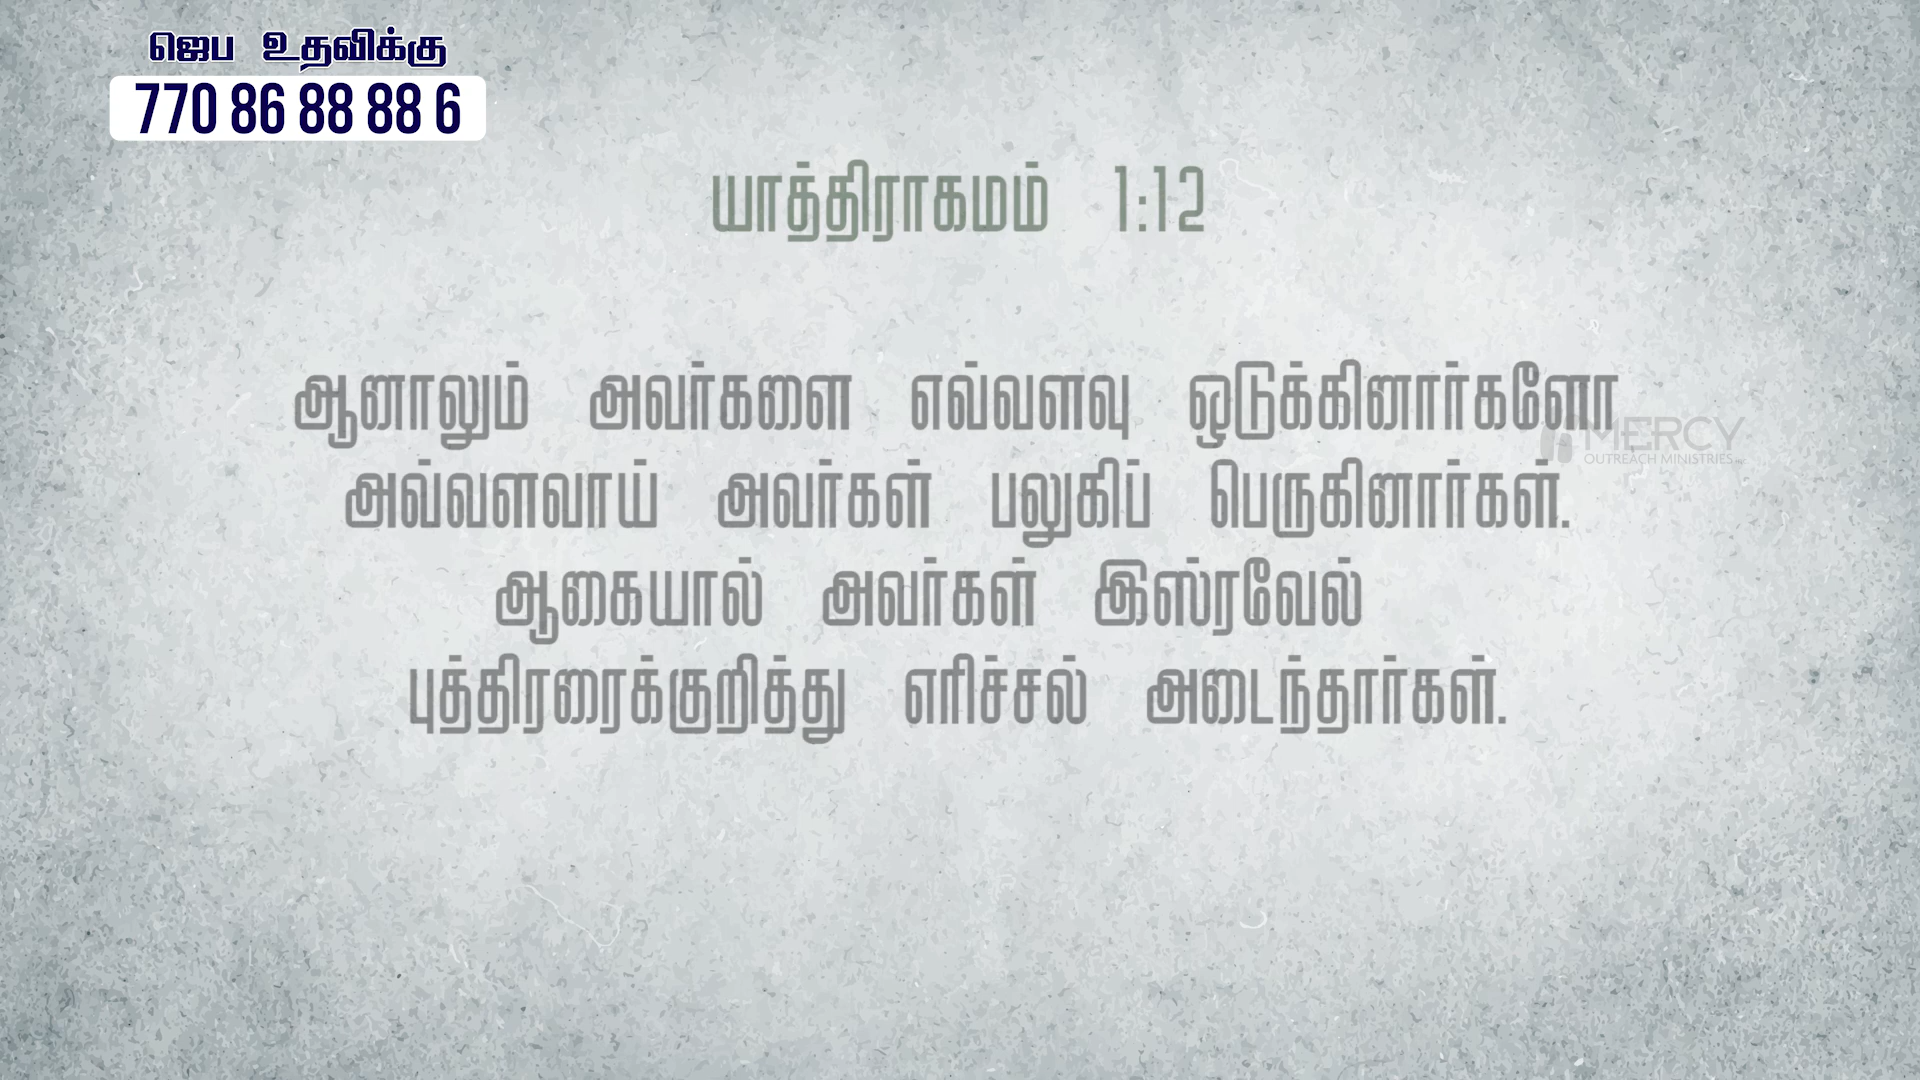 ஜெப உதவிக்கு
770 86 88 88 6
யாத்திராகமம் 1:12
ஆனாலும் அவர்களை எவ்வளவு ஒடுக்கினார்களோ
அவ்வளவாய் அவர்கள் பலுகிப் பெருகினார்கள்.
ஆகையால் அவர்கள் இஸ்ரவேல்
புத்திரரைக்குறித்து எரிச்சல் அடைந்தார்கள்.
MERCY
OUTREACH MINISTRIES